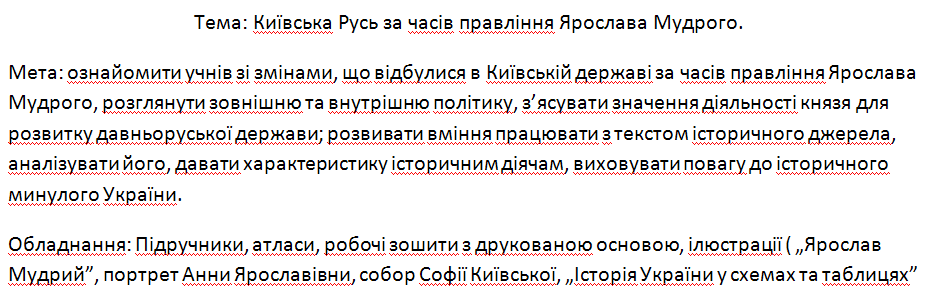 Тема: Київська Русь за часів правління Ярослава Мудрого.
Мета: ознайомити учнів зі змінами, що відбулися в Київській державі за часів правління Ярослава
Мудрого, розглянути зовнішню та внутрішню політику, з’ясувати значення діяльності князя для
розвитку давньоруської держави; розвивати вміння працювати з текстом історичного джерела,
аналізувати його, давати характеристику історичним діячам, виховувати повагу до історичного
минулого України.
Обладнання: Підручники, атласи, робочі зошити з друкованою основою, ілюстрації ( „Ярослав
Мудрий”, портрет Анни Ярославівни, собор Софії Київської, „Історія України у схемах та таблицях”